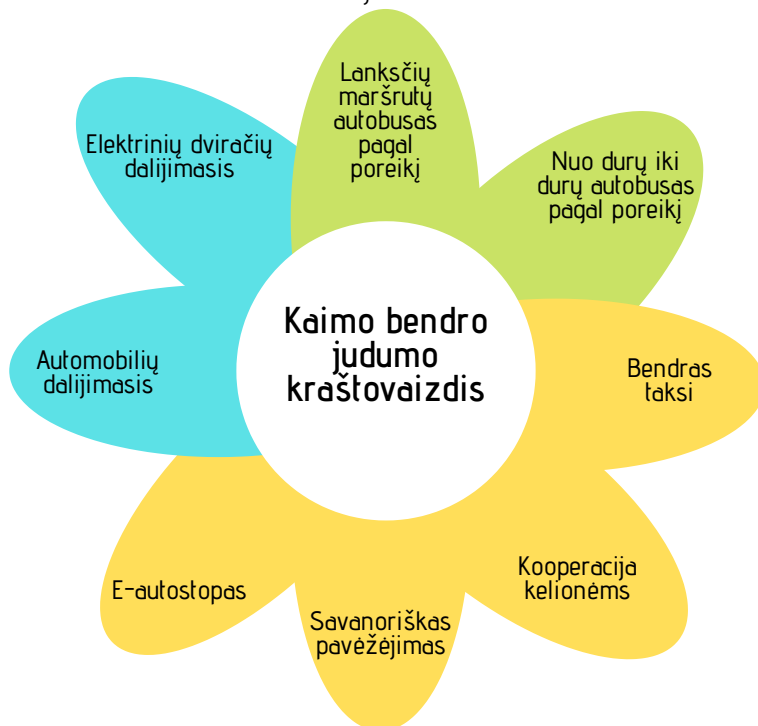 Lanksčių
maršrutų
autobusas
pagal
poreikį
Nuo durų iki
durų autobusas
pagal poreikį
Elektrinių dviračių
dalijimasis
Kaimo bendro
judumo
kraštovaizdis
Bendras
taksi
Automobilių
dalijimasis
Kooperacija
kelionėms
E-autostopas
Savanoriškas
pavėžėjimas